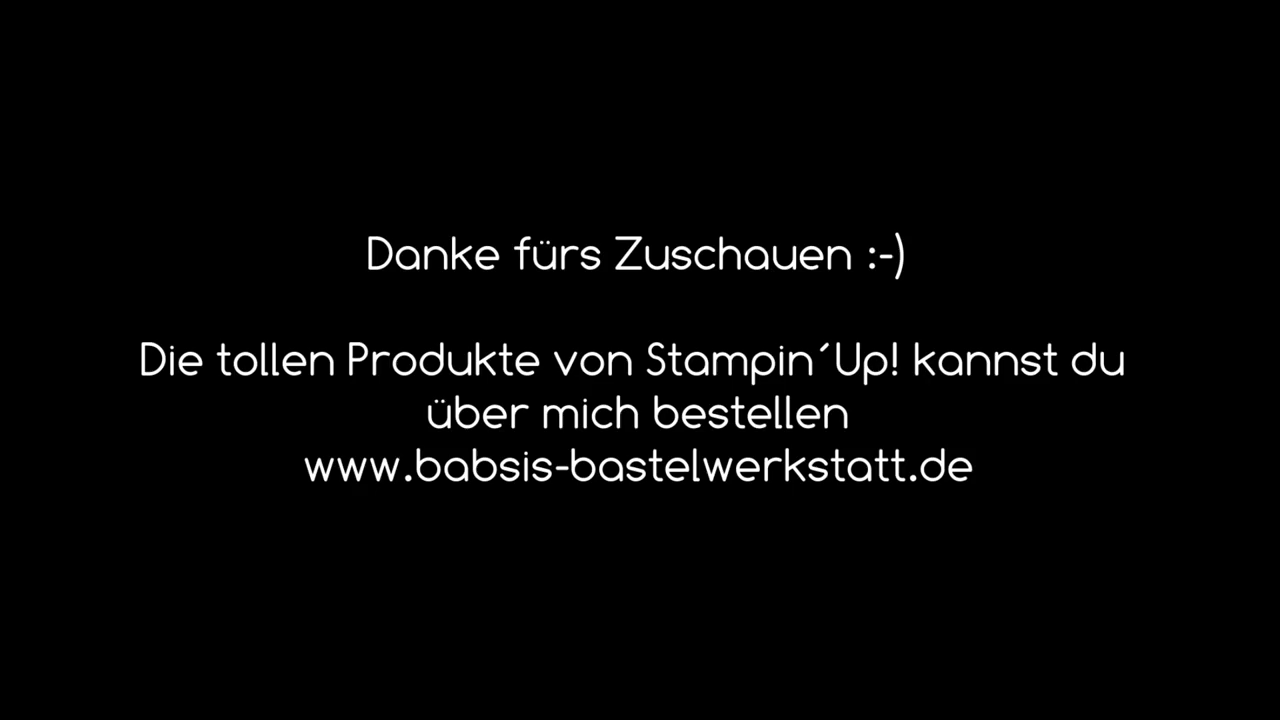 Danke fürs Zuschauen :-)
Die tollen Produkte von Stampin´Up! kannst du
über mich bestellen
www.babsis-bastelwerkstatt.de